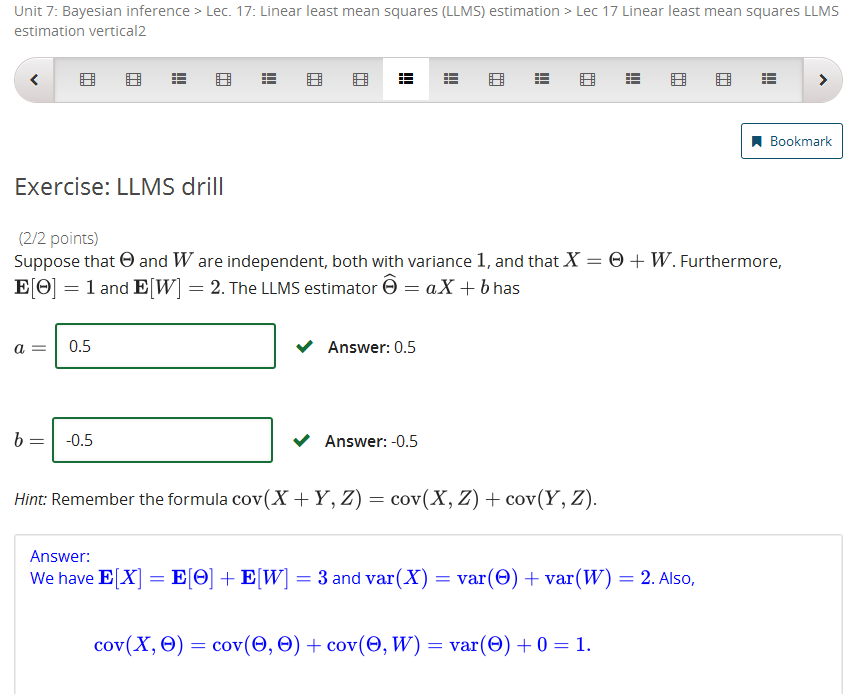 Unit 7: Bayesian inference > Lec. 17: Linear least mean squares (LLMS) estimation > Lec 17 Linear least mean squares LLMS
estimation vertical2
Bookmark
Exercise: LLMS drill
(2/2 points)
Suppose that Θ and W are independent, both with variance 1, and that X = Θ + W. Furthermore,
E[Θ] = 1 and E[W] = 2. The LLMS estimator Θ̂ = aX + b has
a = 0.5 Answer: 0.5
b = -0.5 Answer: -0.5
Hint: Remember the formula cov(X + Y, Z) = cov(X, Z) + cov(Y, Z).
Answer:
We have E[X] = E[Θ] + E[W] = 3 and var(X) = var(Θ) + var(W) = 2. Also,
cov(X, Θ) = cov(Θ, Θ) + cov(Θ, W) = var(Θ) + 0 = 1.